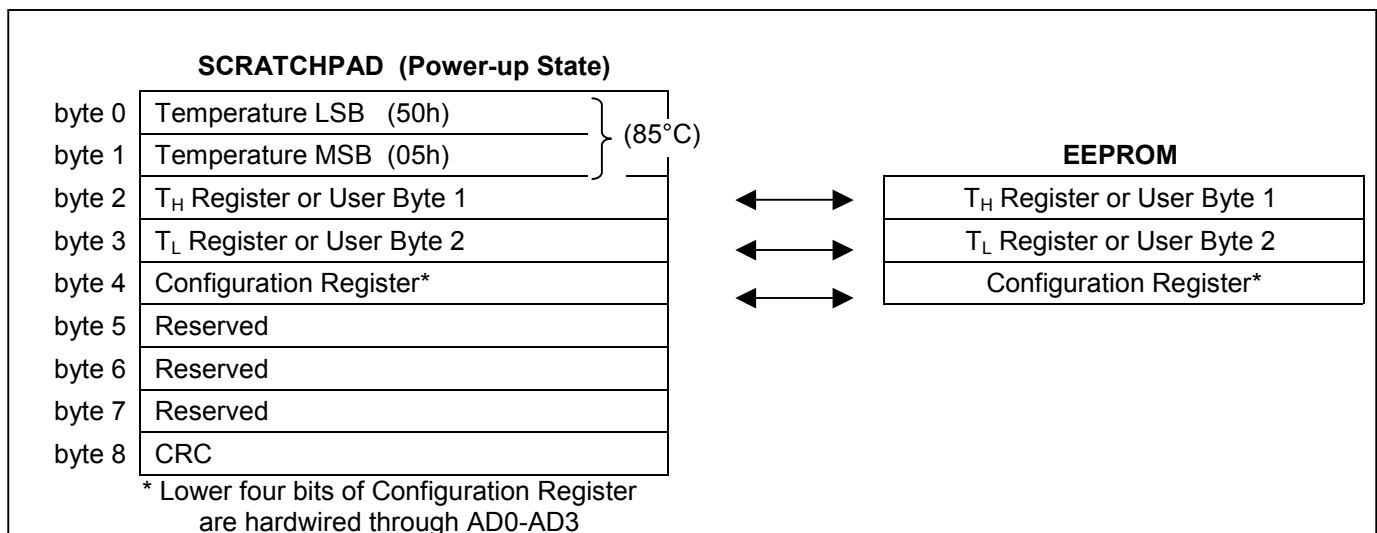 SCRATCHPAD (Power-up State)
byte 0 Temperature LSB (50h)
(85°C)
byte 1 Temperature MSB (05h)
EEPROM
byte 2 TH Register or User Byte 1
TH Register or User Byte 1
byte 3 TL Register or User Byte 2
TL Register or User Byte 2
byte 4 Configuration Register*
Configuration Register*
byte 5 Reserved
byte 6 Reserved
byte 7 Reserved
byte 8 CRC
* Lower four bits of Configuration Register
are hardwired through AD0-AD3